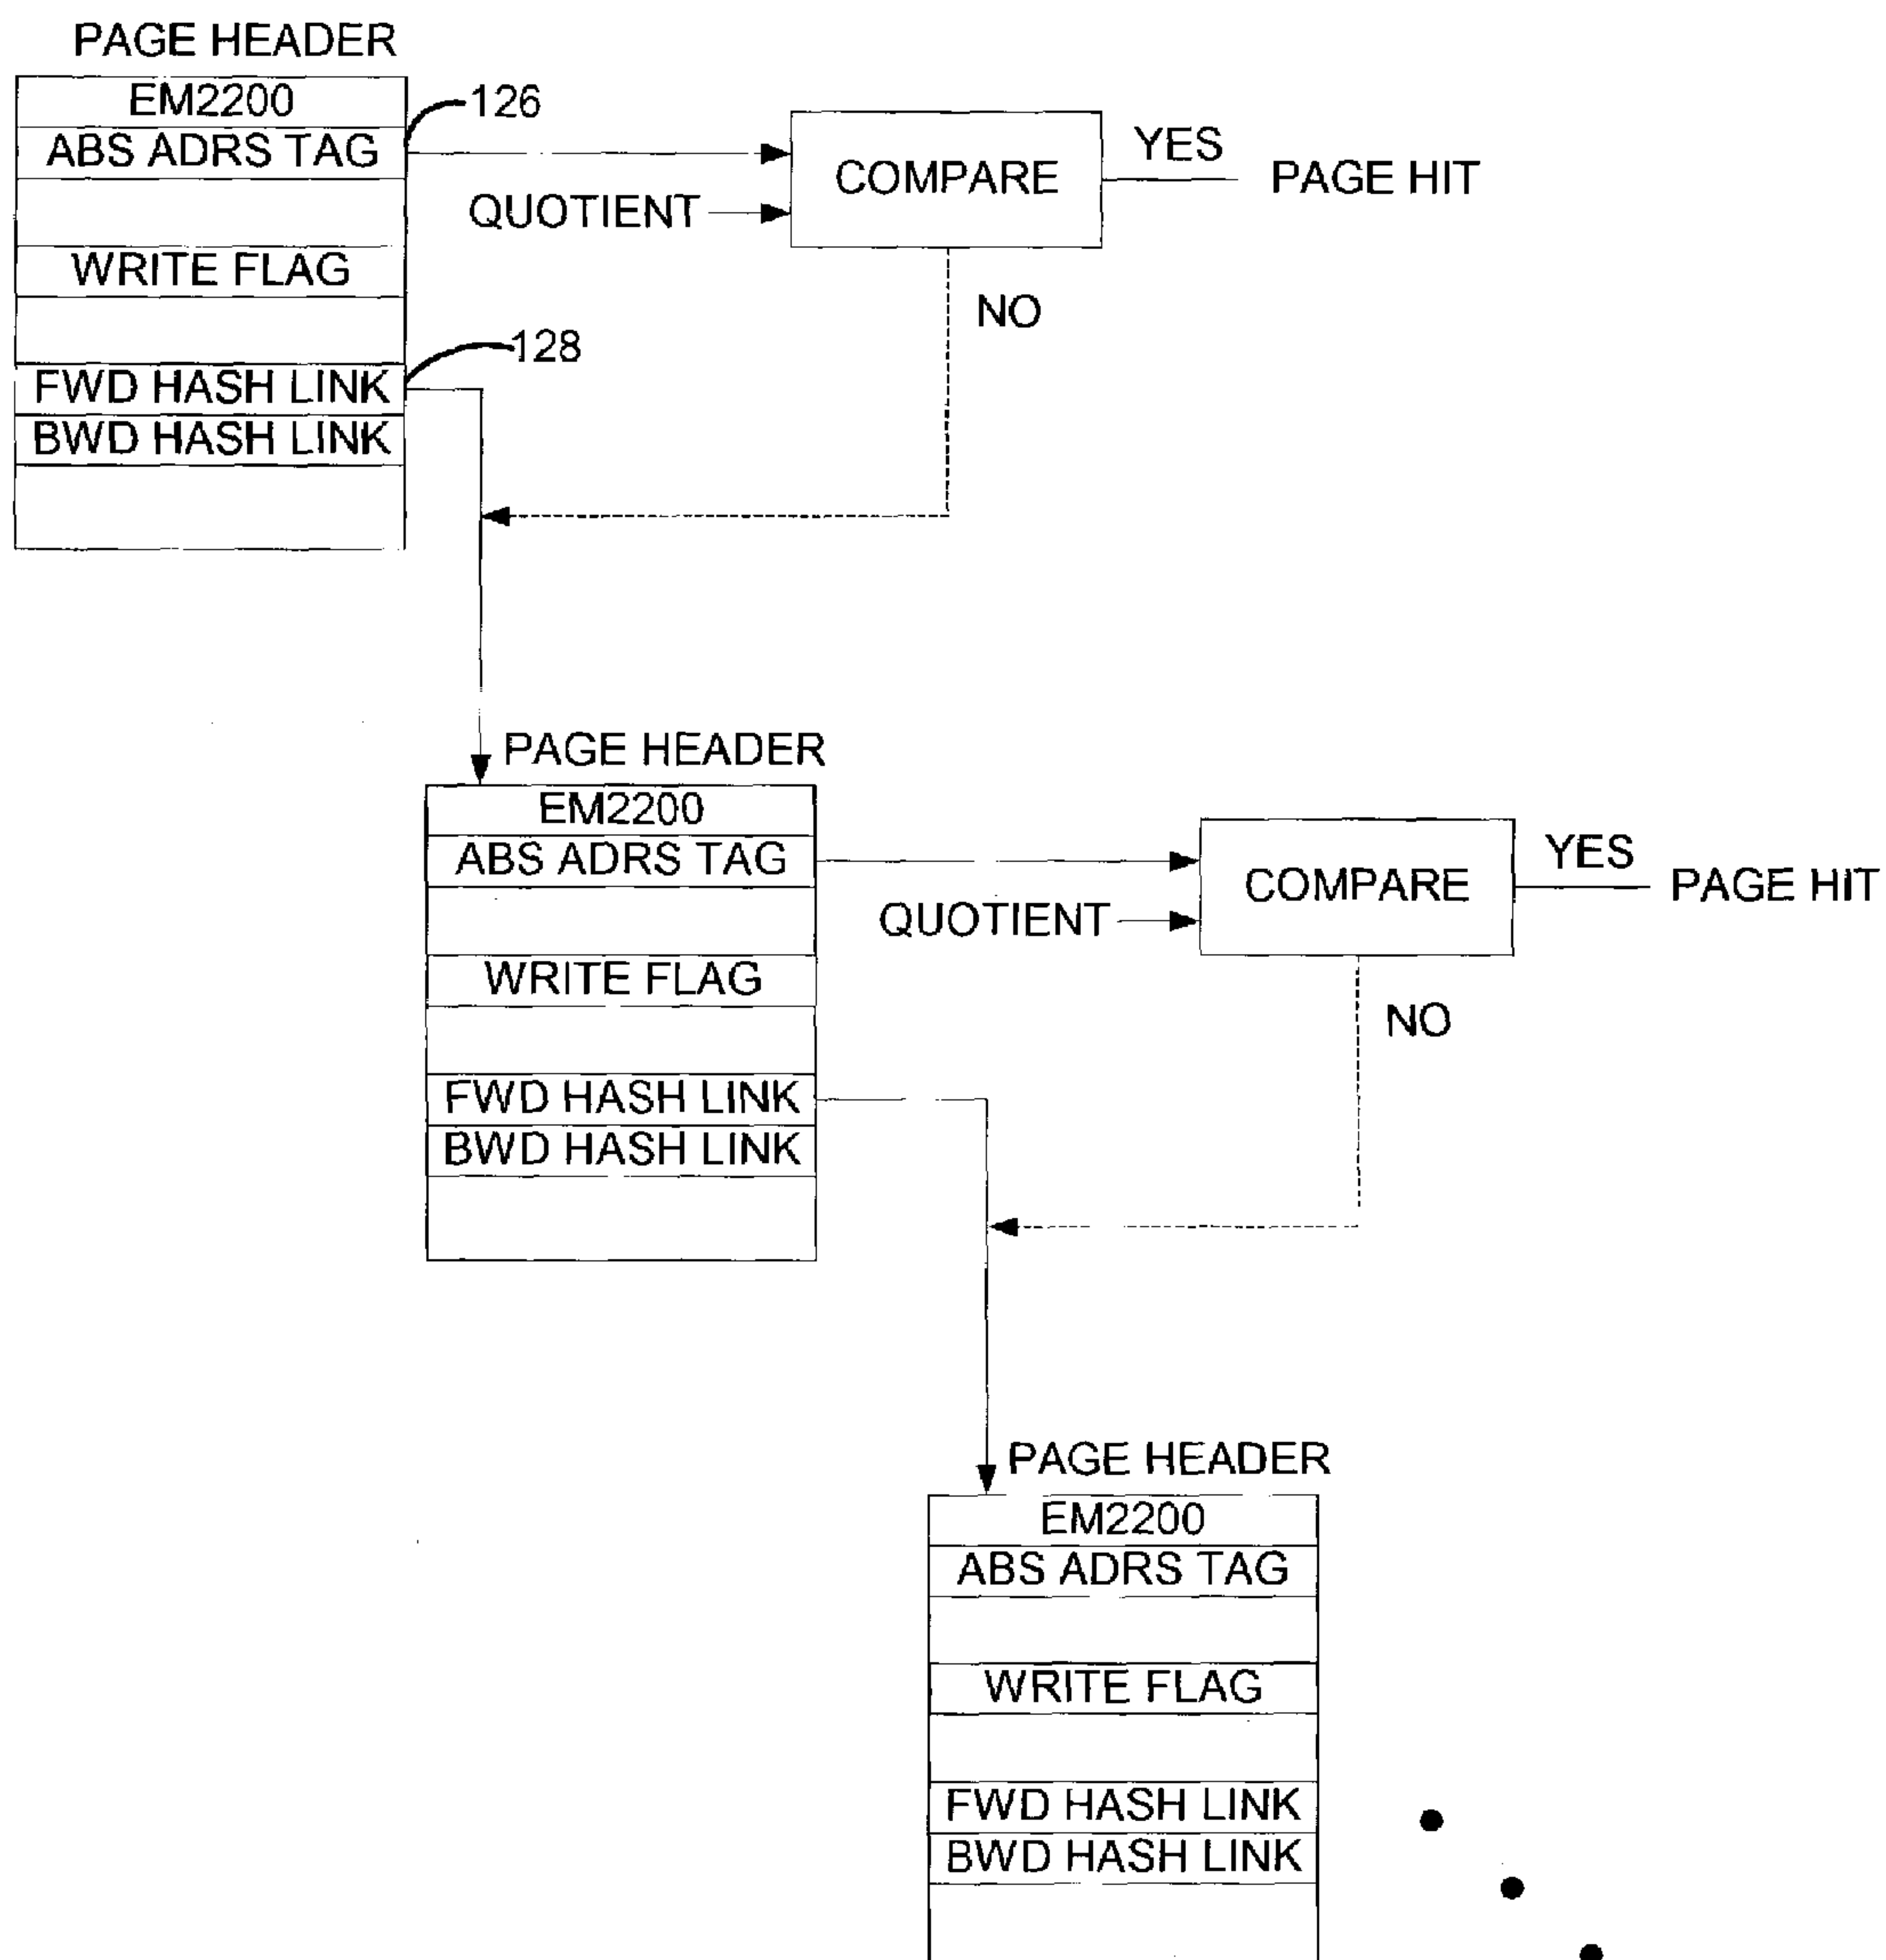 PAGE HEADER
EM2200
126
ABS ADRS TAG
YES
COMPARE
PAGE HIT
QUOTIENT
WRITE FLAG
NO
128
FWD HASH LINK
BWD HASH LINK
PAGE HEADER
EM2200
ABS ADRS TAG
YES
COMPARE
PAGE HIT
QUOTIENT
WRITE FLAG
NO
FWD HASH LINK
BWD HASH LINK
PAGE HEADER
EM2200
ABS ADRS TAG
WRITE FLAG
FWD HASH LINK
BWD HASH LINK